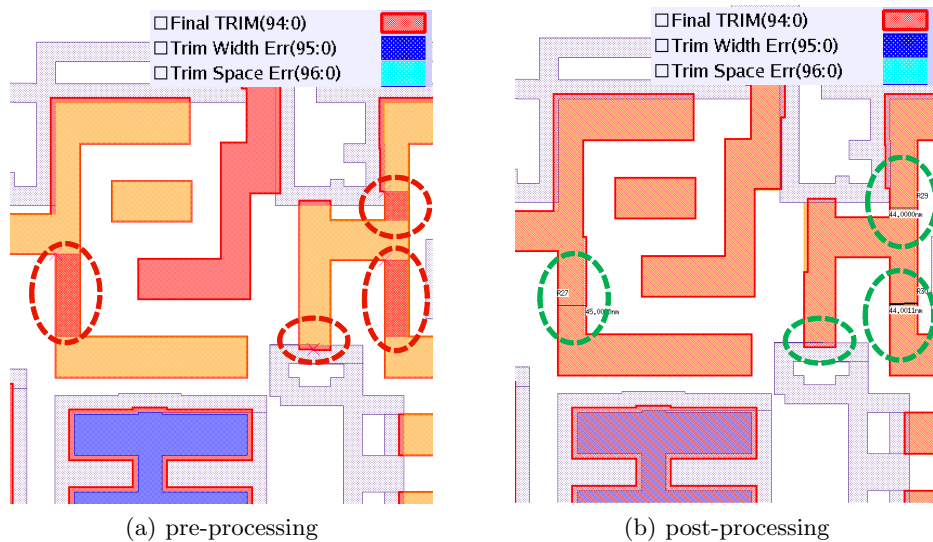 □ Final TRIM(94:0)
□ Trim Width Err(95:0)
□ Trim Space Err(96:0)
□ Final TRIM(94:0)
□ Trim Width Err(95:0)
□ Trim Space Err(96:0)
R29
44.0000nm
R27
R30
44.0011nm
(a) pre-processing
(b) post-processing